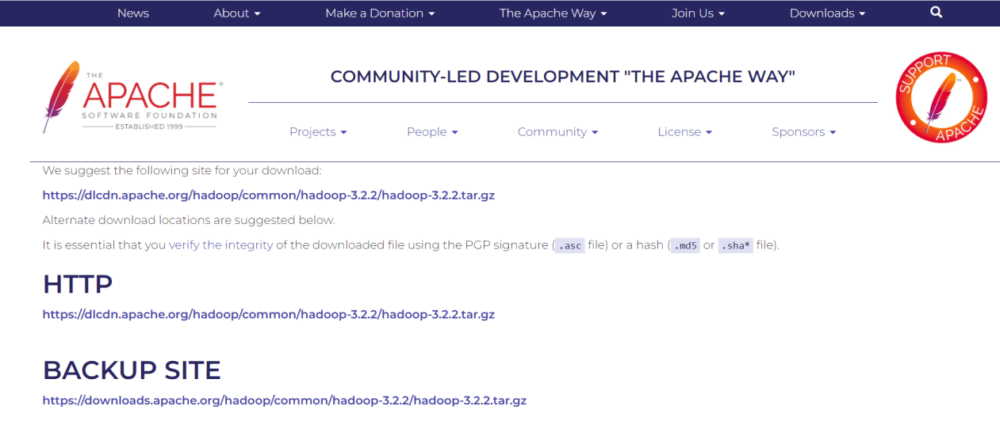 News About Make a Donation The Apache Way Join Us Downloads
THE
APACHE®
SOFTWARE FOUNDATION
ESTABLISHED 1999
COMMUNITY-LED DEVELOPMENT "THE APACHE WAY"
SUPPORT
APACHE
Projects People Community License Sponsors
We suggest the following site for your download:
https://dlcdn.apache.org/hadoop/common/hadoop-3.2.2/hadoop-3.2.2.tar.gz
Alternate download locations are suggested below.
It is essential that you verify the integrity of the downloaded file using the PGP signature ( .asc file) or a hash ( .md5 or .sha* file).
HTTP
https://dlcdn.apache.org/hadoop/common/hadoop-3.2.2/hadoop-3.2.2.tar.gz
BACKUP SITE
https://downloads.apache.org/hadoop/common/hadoop-3.2.2/hadoop-3.2.2.tar.gz